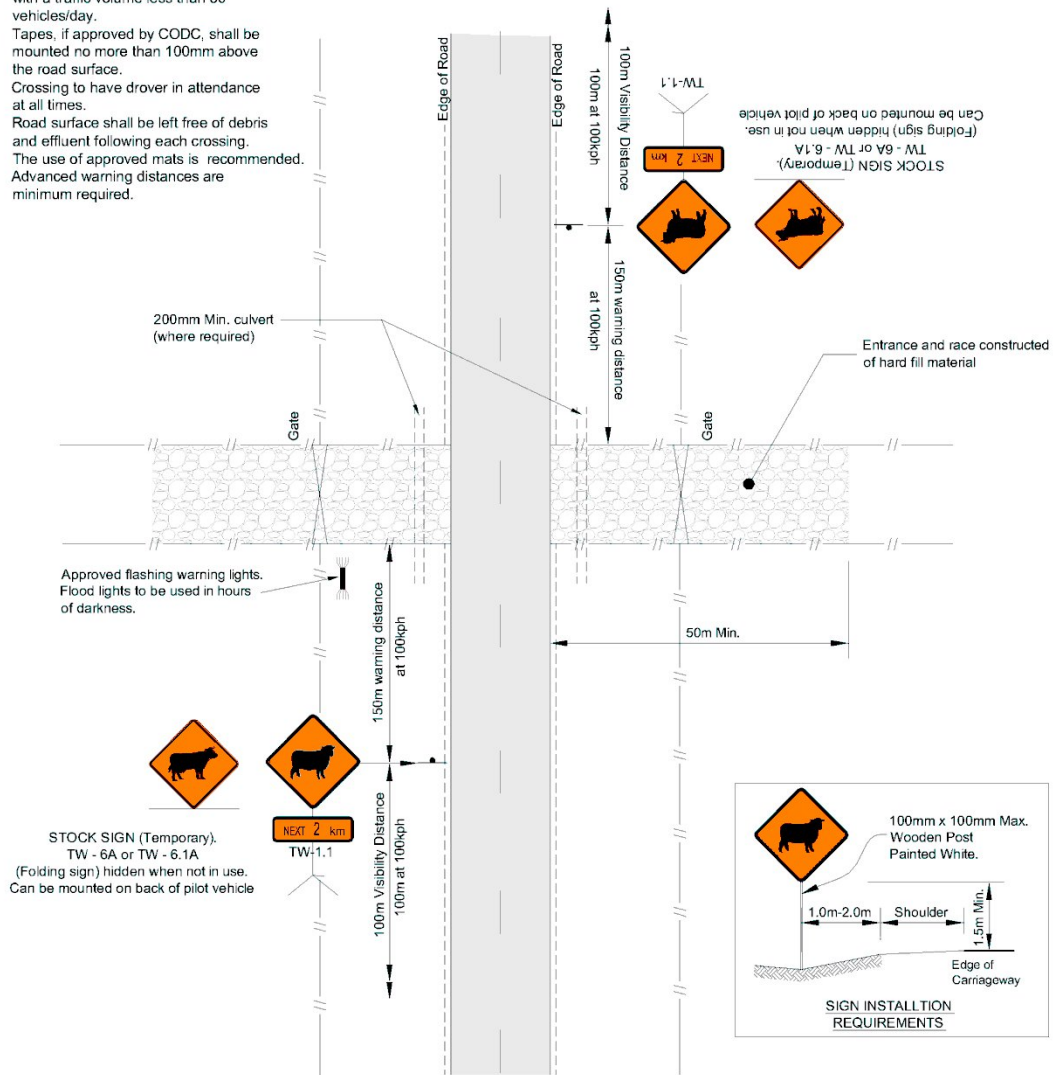 vehicles/day.
Tapes, if approved by CODC, shall be
mounted no more than 100mm above
the road surface.
Crossing to have drover in attendance
at all times.
Road surface shall be left free of debris
and effluent following each crossing.
The use of approved mats is recommended.
Advanced warning distances are
minimum required.
Edge of Road
Edge of Road
100m Visibility Distance
100m at 100kph
TW-1.1
NEXT 2 km
STOCK SIGN (Temporary).
TW - 6A or TW - 6.1A
(Folding sign) hidden when not in use.
Can be mounted on back of pilot vehicle
150m warning distance
at 100kph
200mm Min. culvert
(where required)
Entrance and race constructed
of hard fill material
Gate
Gate
Approved flashing warning lights.
Flood lights to be used in hours
of darkness.
150m warning distance
at 100kph
50m Min.
STOCK SIGN (Temporary).
TW - 6A or TW - 6.1A
(Folding sign) hidden when not in use.
Can be mounted on back of pilot vehicle
NEXT 2 km
TW-1.1
100m Visibility Distance
100m at 100kph
100mm x 100mm Max.
Wooden Post
Painted White.
1.0m-2.0m
Shoulder
1.5m Min.
Edge of
Carriageway
SIGN INSTALLTION
REQUIREMENTS